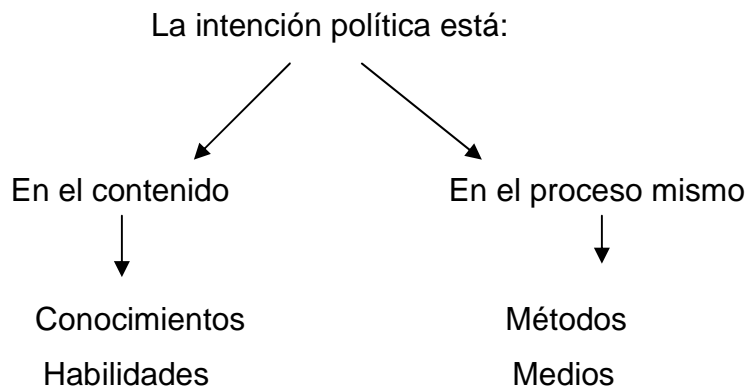 La intención política está:
En el contenido
En el proceso mismo
Conocimientos
Métodos
Habilidades
Medios